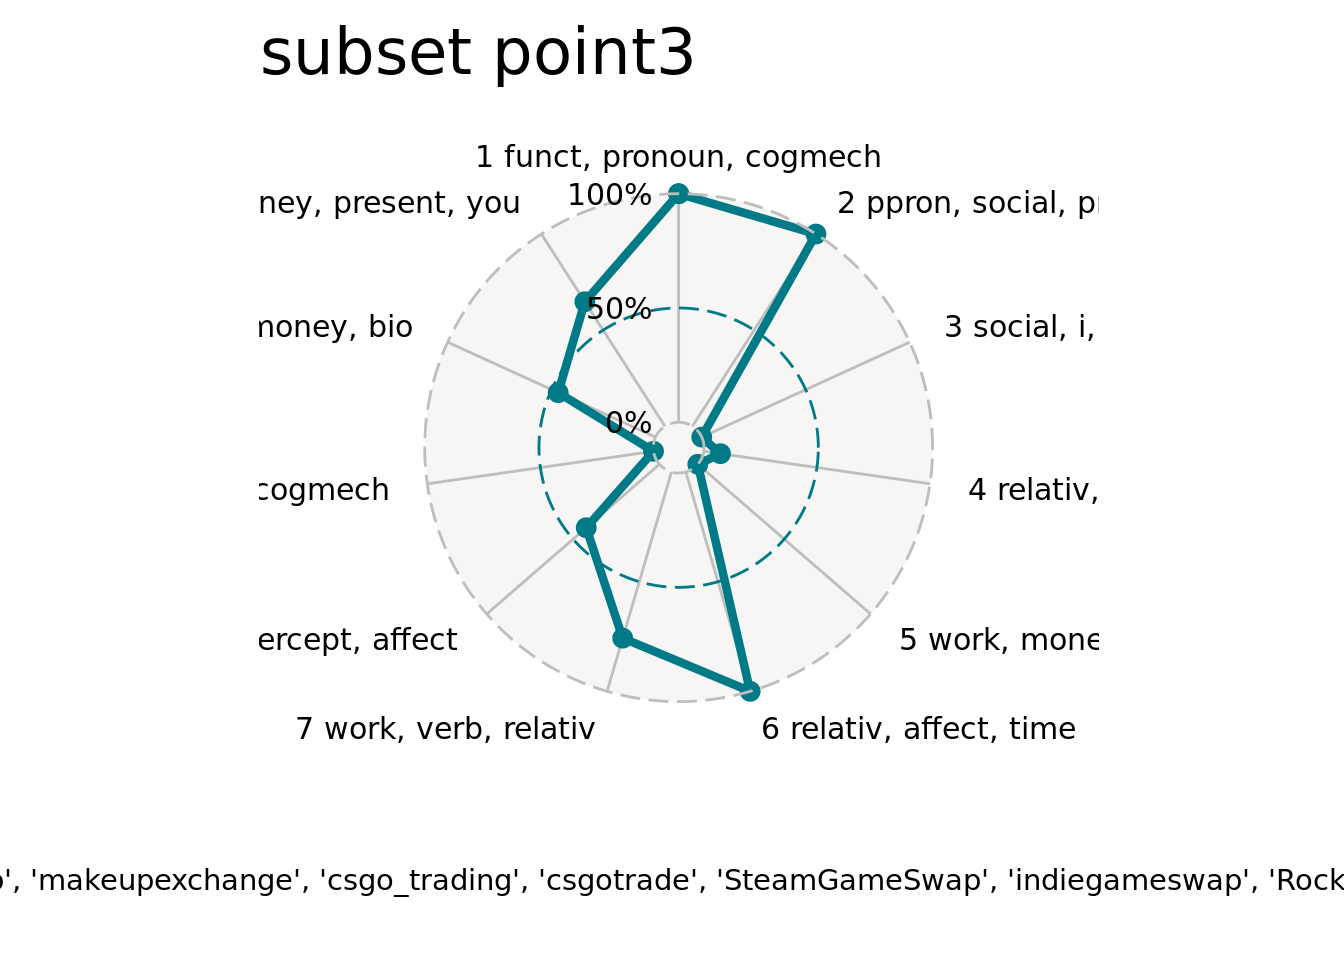 subset point3
1 funct, pronoun, cogmech
ney, present, you
100%
2 ppron, social, pr
50%
money, bio
3 social, i,
0%
cogmech
4 relativ,
ercept, affect
5 work, mone
7 work, verb, relativ
6 relativ, affect, time
', 'makeupexchange', 'csgo_trading', 'csgotrade', 'SteamGameSwap', 'indiegameswap', 'Rock